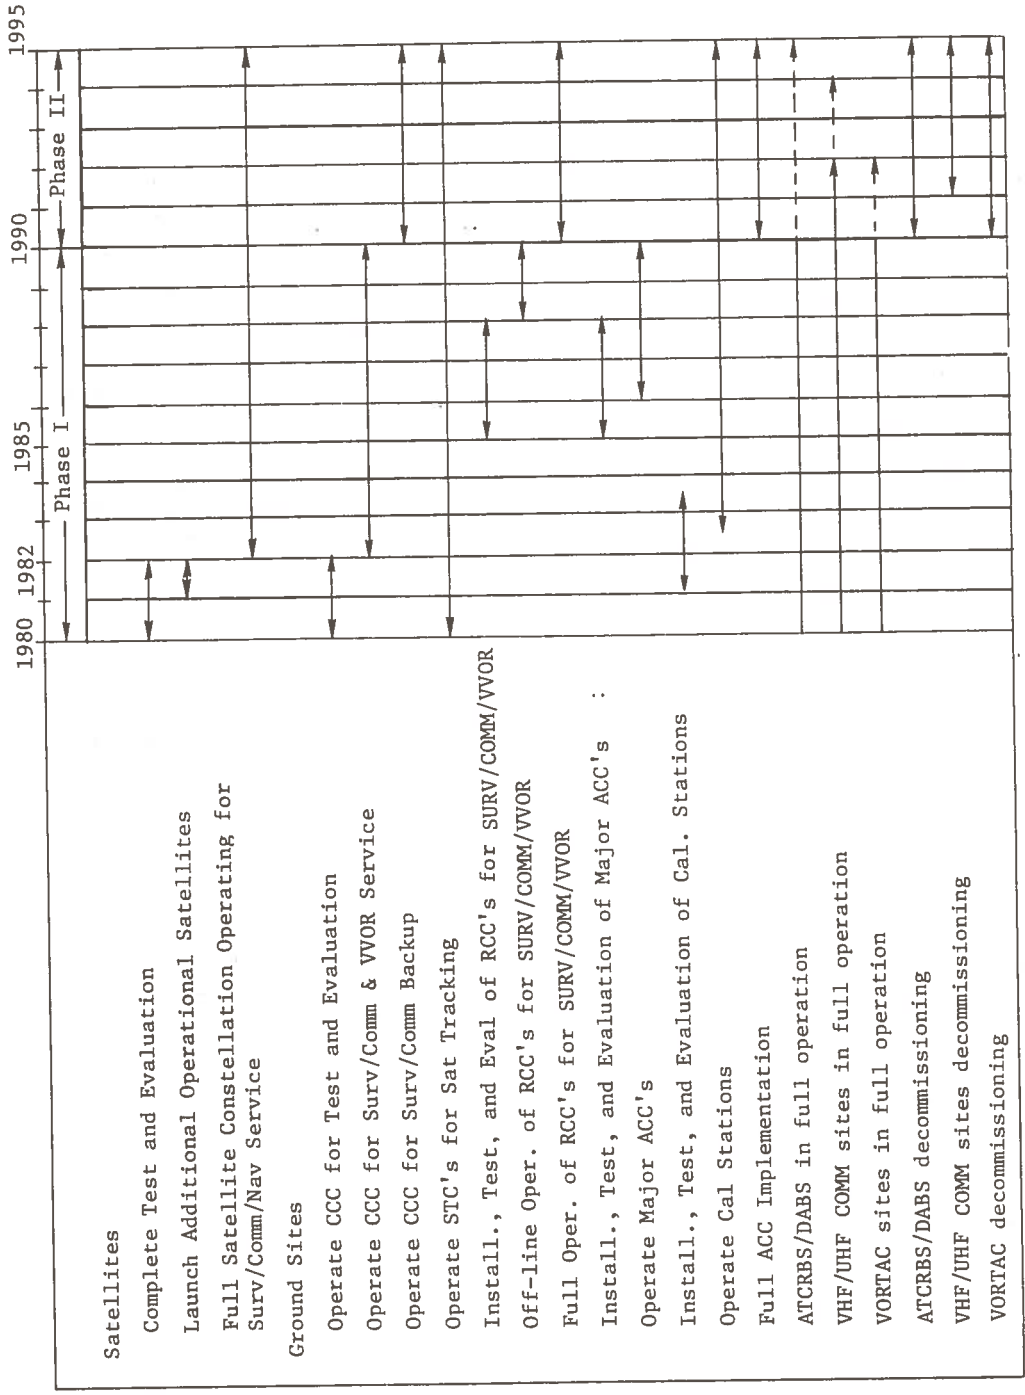 1980 1982 1985 1990 1995
Phase I Phase II
Satellites
Complete Test and Evaluation
Launch Additional Operational Satellites
Full Satellite Constellation Operating for
Surv/Comm/Nav Service
Ground Sites
Operate CCC for Test and Evaluation
Operate CCC for Surv/Comm & VVOR Service
Operate CCC for Surv/Comm Backup
Operate STC's for Sat Tracking
Install., Test, and Eval of RCC's for SURV/COMM/VVOR
Off-line Oper. of RCC's for SURV/COMM/VVOR
Full Oper. of RCC's for SURV/COMM/VVOR
Install., Test, and Evaluation of Major ACC's :
Operate Major ACC's
Install., Test, and Evaluation of Cal. Stations
Operate Cal Stations
Full ACC Implementation
ATCRBS/DABS in full operation
VHF/UHF COMM sites in full operation
VORTAC sites in full operation
ATCRBS/DABS decommissioning
VHF/UHF COMM sites decommissioning
VORTAC decommissioning